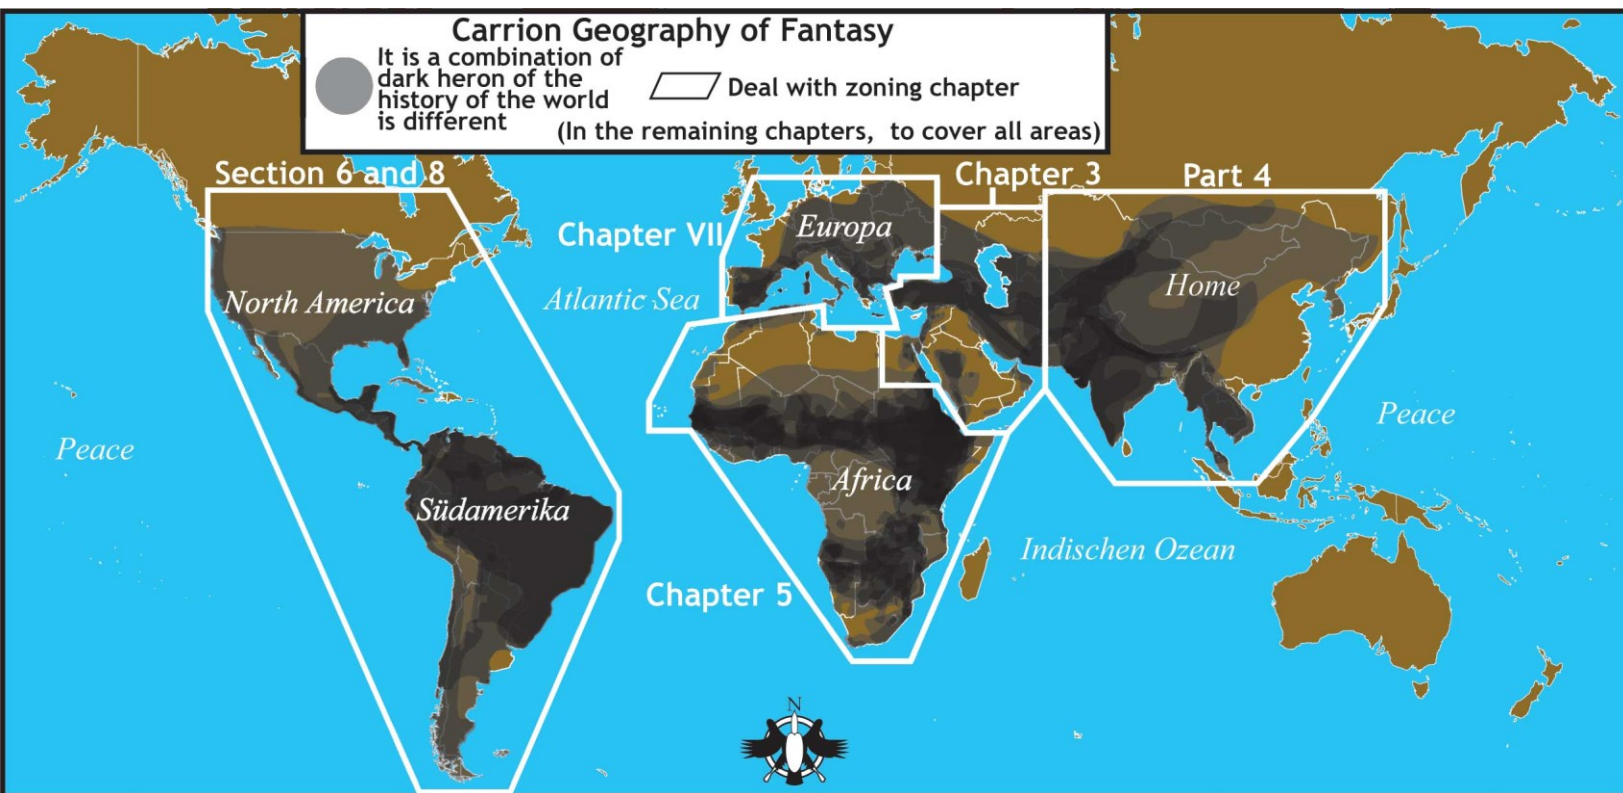 Carrion Geography of Fantasy
It is a combination of
dark heron of the
history of the world
is different
Deal with zoning chapter
(In the remaining chapters, to cover all areas)
Section 6 and 8
Chapter 3
Part 4
Chapter VII
Europa
Home
North America
Atlantic Sea
Peace
Peace
Africa
Südamerika
Indischen Ozean
Chapter 5
N